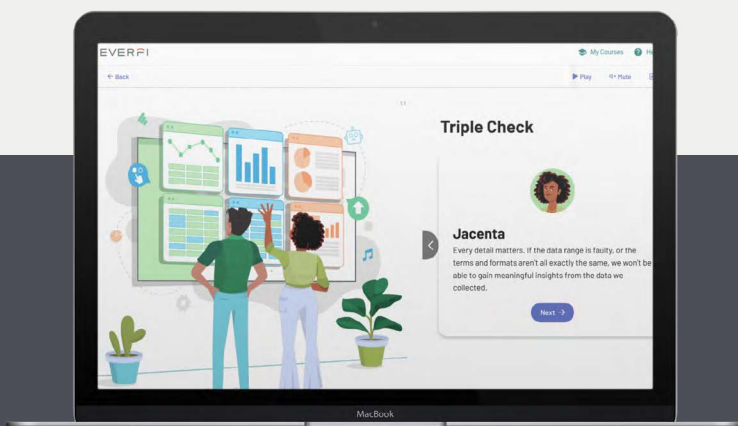 EVERFI
My Courses
← Back
Play Mute
Triple Check
Jacenta
Every detail matters. If the data range is faulty, or the
terms and formats aren't all exactly the same, we won't be
able to gain meaningful insights from the data we
collected.
Next →
MacBook